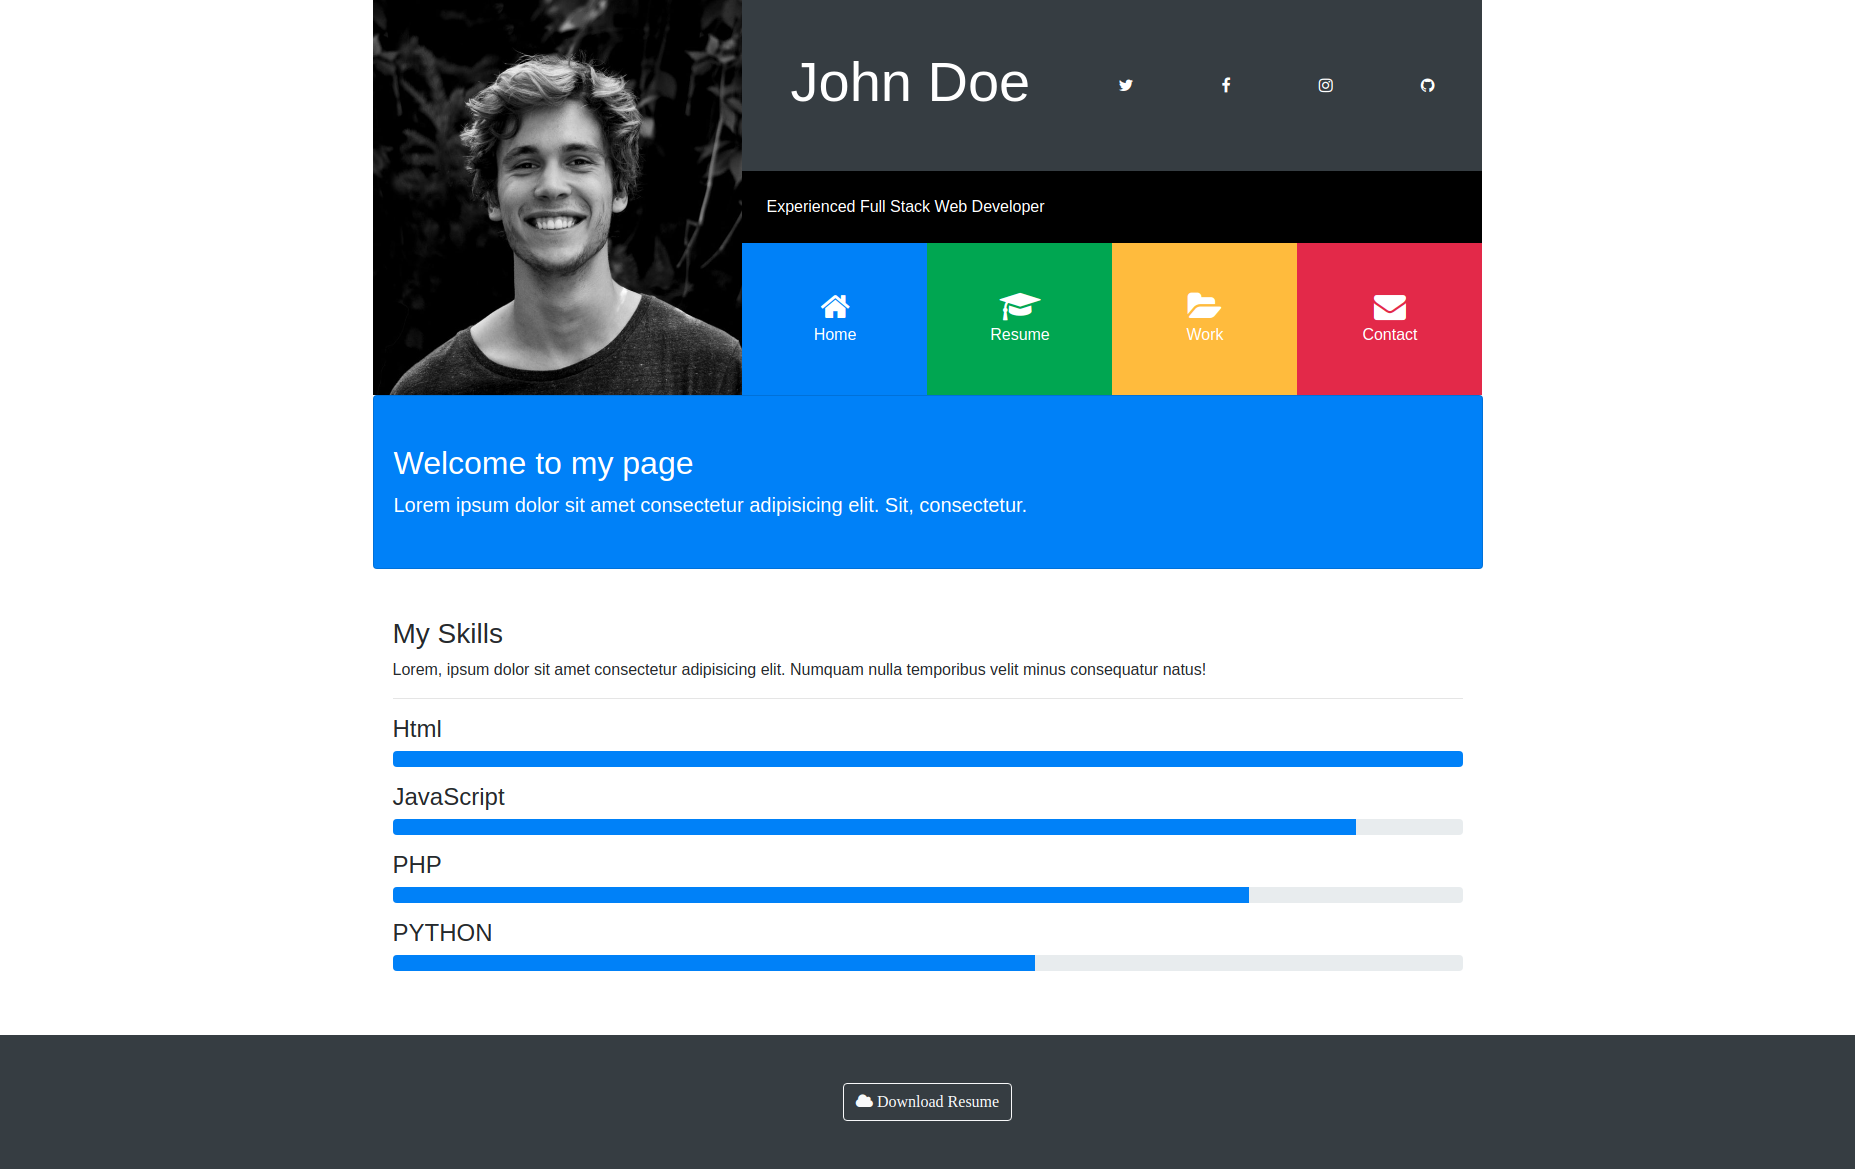 John Doe
Experienced Full Stack Web Developer
Home
Resume
Work
Contact
Welcome to my page
Lorem ipsum dolor sit amet consectetur adipisicing elit. Sit, consectetur.
My Skills
Lorem, ipsum dolor sit amet consectetur adipisicing elit. Numquam nulla temporibus velit minus consequatur natus!
Html
JavaScript
PHP
PYTHON
Download Resume